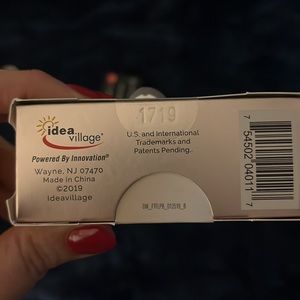 1719
idea
village®
Powered By Innovation®
Wayne, NJ 07470
Made in China
©2019
Ideavillage
U.S. and International
Trademarks and
Patents Pending.
7 54502 04011 7